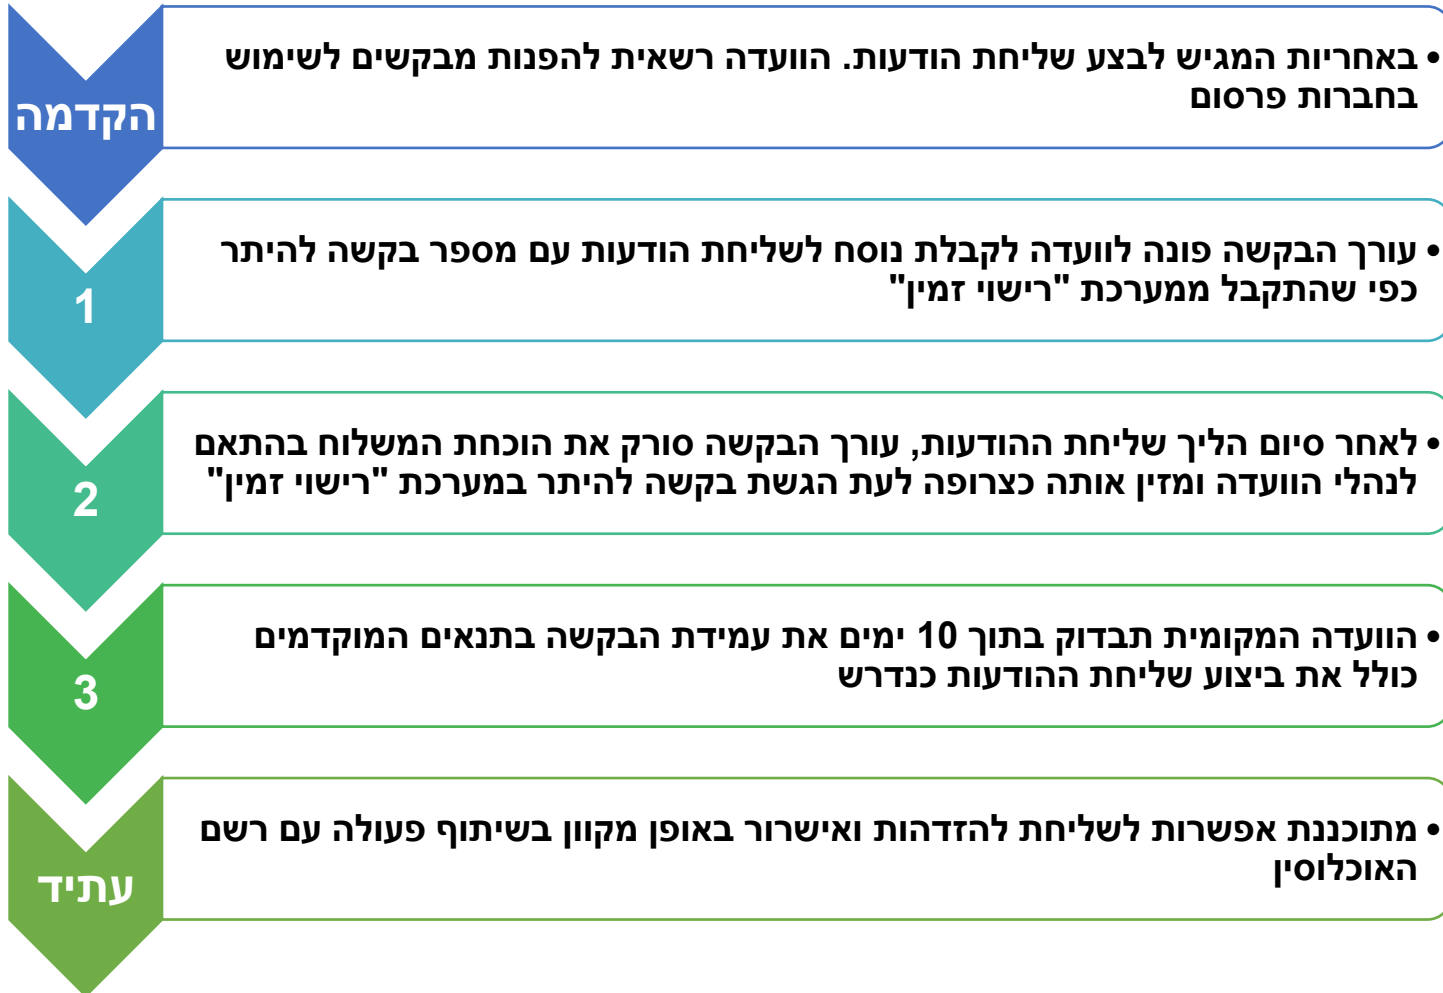 הקדמה
• באחריות המגיש לבצע שליחת הודעות. הוועדה רשאית להפנות מבקשים לשימוש
בחברות פרסום
1
• עורך הבקשה פונה לוועדה לקבלת נוסח לשליחת הודעות עם מספר בקשה להיתר
כפי שהתקבל ממערכת "רישוי זמין"
2
• לאחר סיום הליך שליחת ההודעות, עורך הבקשה סורק את הוכחת המשלוח בהתאם
לנהלי הוועדה ומזין אותה כצרופה לעת הגשת בקשה להיתר במערכת "רישוי זמין"
3
• הוועדה המקומית תבדוק בתוך 10 ימים את עמידת הבקשה בתנאים המוקדמים
כולל את ביצוע שליחת ההודעות כנדרש
עתיד
• מתוכננת אפשרות לשליחת להזדהות ואישרור באופן מקוון בשיתוף פעולה עם רשם
האוכלוסין